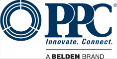 PPC®
Innovate. Connect.
A BELDEN BRAND